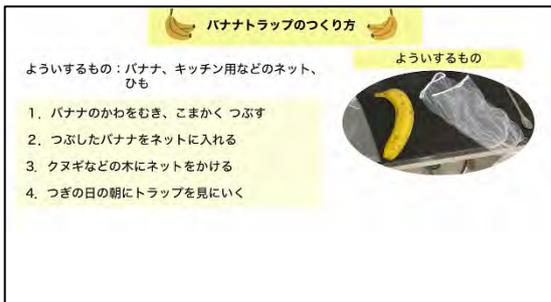 バナナトラップのつくり方
よういするもの：バナナ、キッチン用などのネット、
ひも
1．バナナのかわをむき、こまかく つぶす
2．つぶしたバナナをネットに入れる
3．クヌギなどの木にネットをかける
4．つぎの日の朝にトラップを見にいく
よういするもの